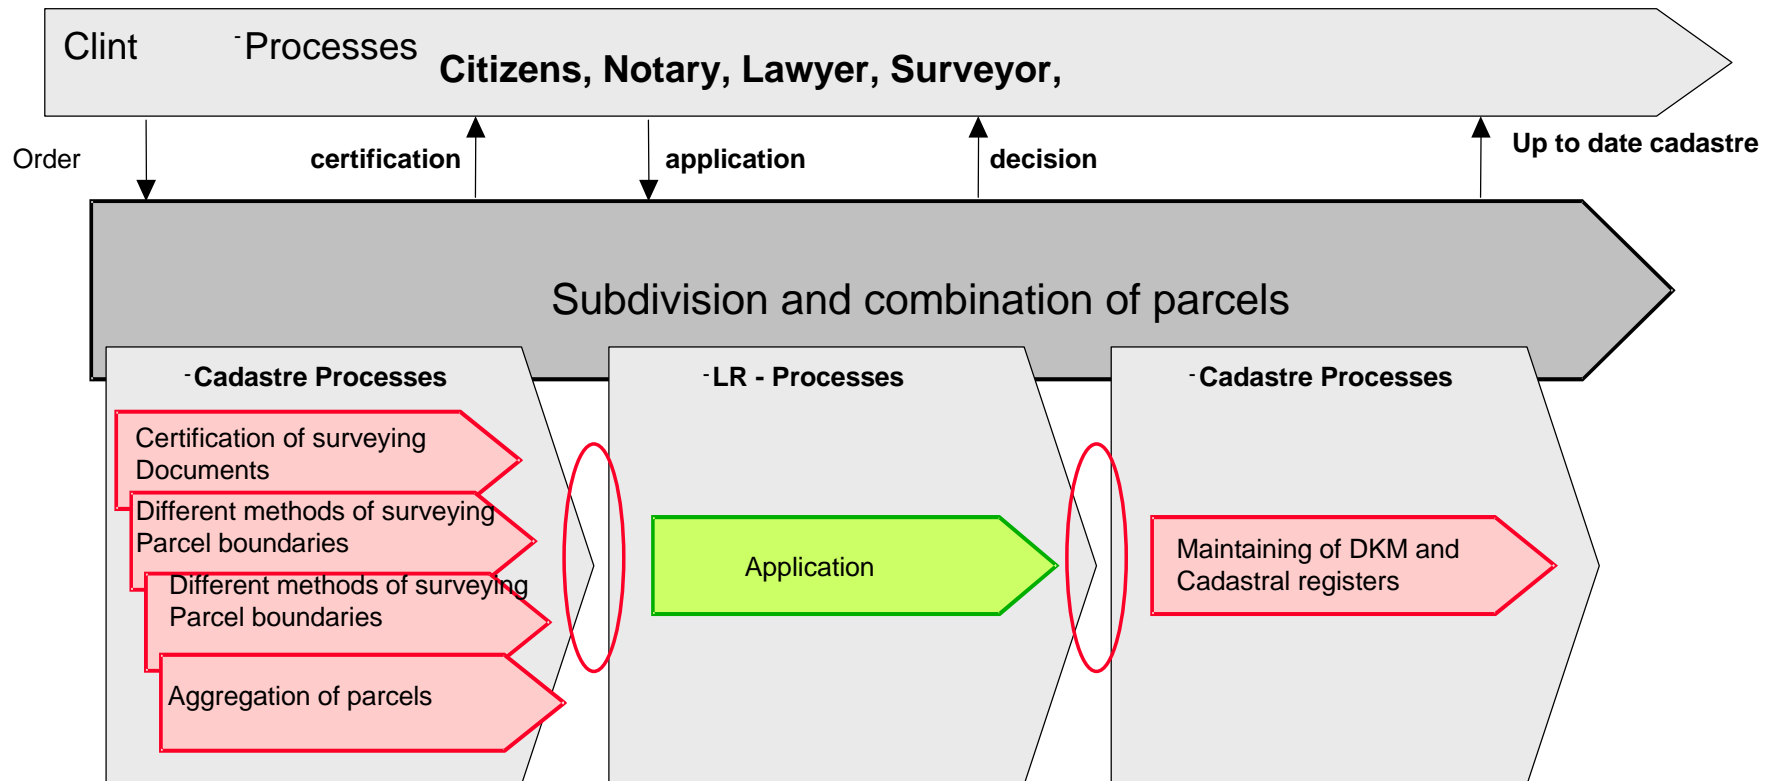 Clint -Processes
Citizens, Notary, Lawyer, Surveyor,
Order
certification
application
decision
Up to date cadastre
Subdivision and combination of parcels
-Cadastre Processes
Certification of surveying
Documents
Different methods of surveying
Parcel boundaries
Different methods of surveying
Parcel boundaries
Aggregation of parcels
-LR - Processes
Application
-Cadastre Processes
Maintaining of DKM and
Cadastral registers